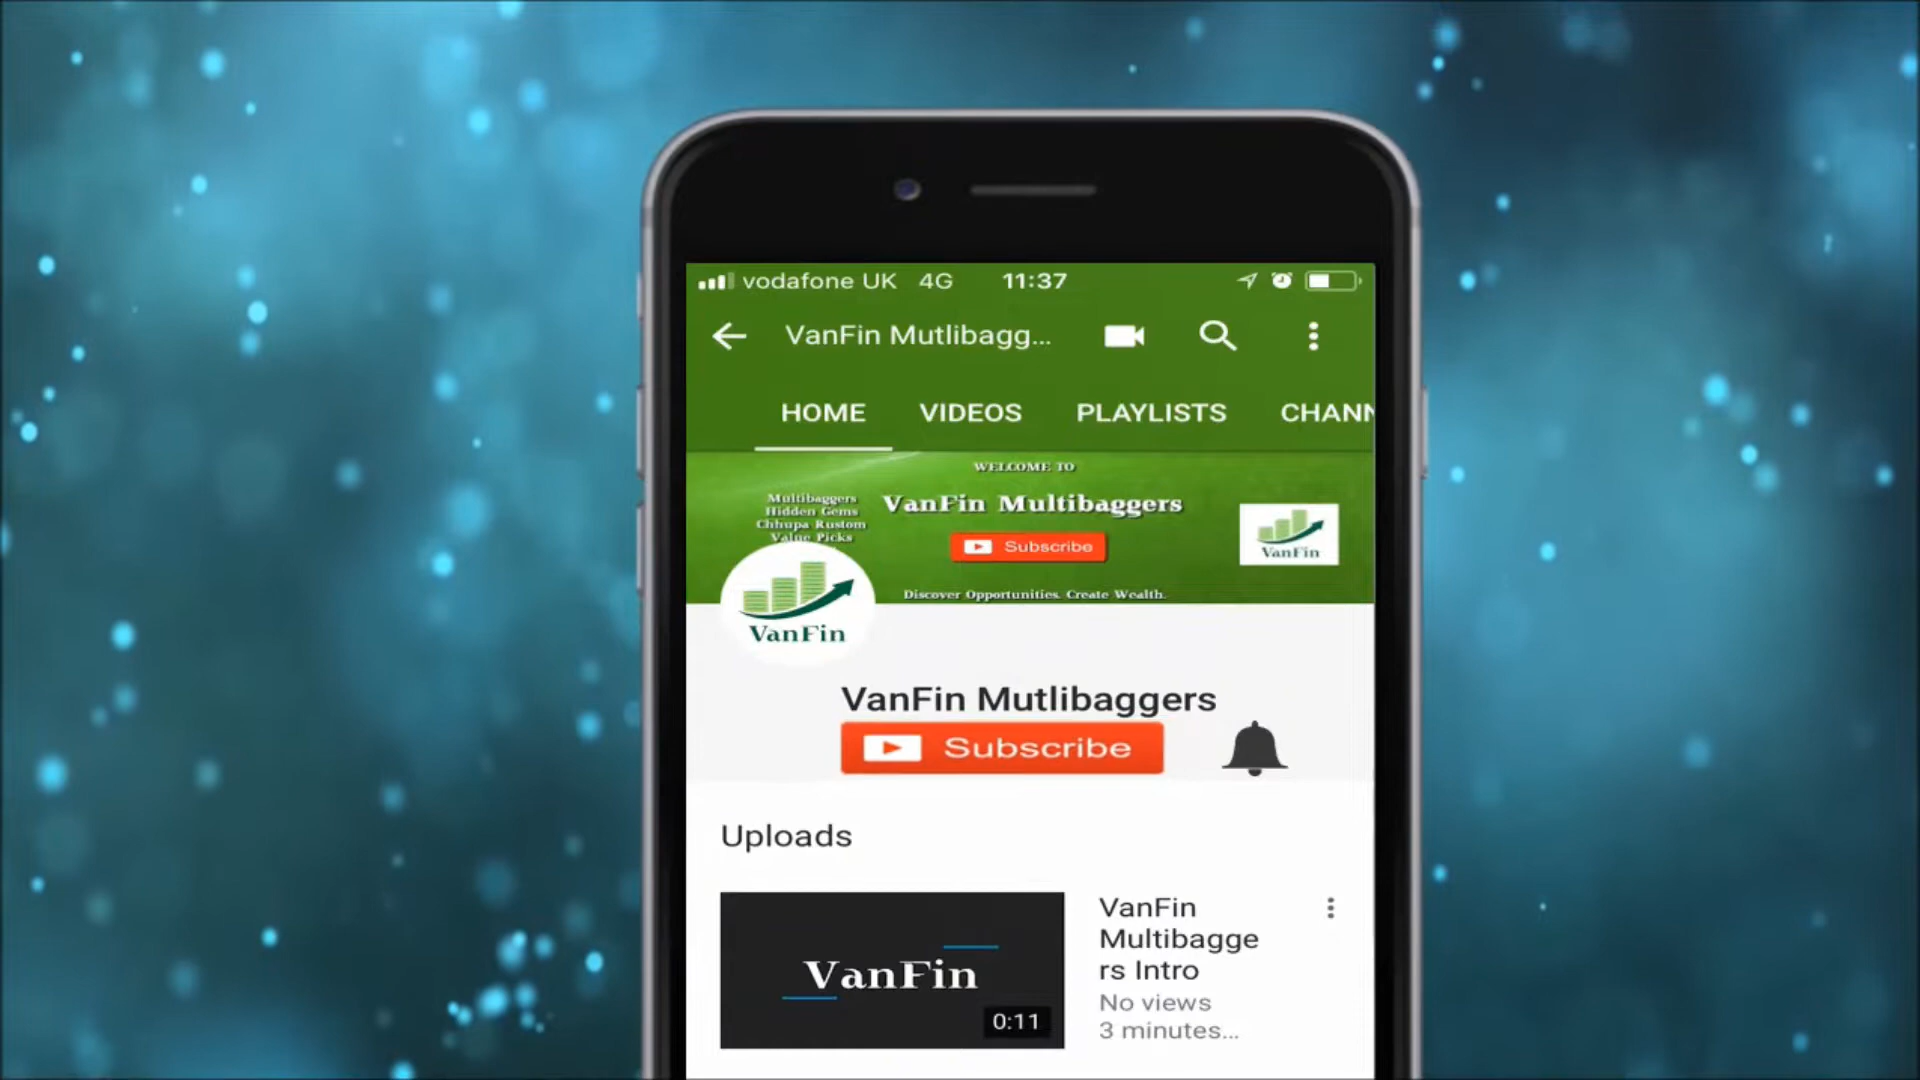 vodafone UK 4G 11:37
VanFin Mutlibagg...
HOME VIDEOS PLAYLISTS CHANN
WELCOME TO
VanFin Multibaggers
Subscribe
Multibaggers
Hidden Gems
Chhupa Rustom
Value Picks
VanFin
Discover Opportunities. Create Wealth.
VanFin
VanFin Mutlibaggers
Subscribe
Uploads
VanFin
0:11
VanFin
Multibagge
rs Intro
No views
3 minutes...